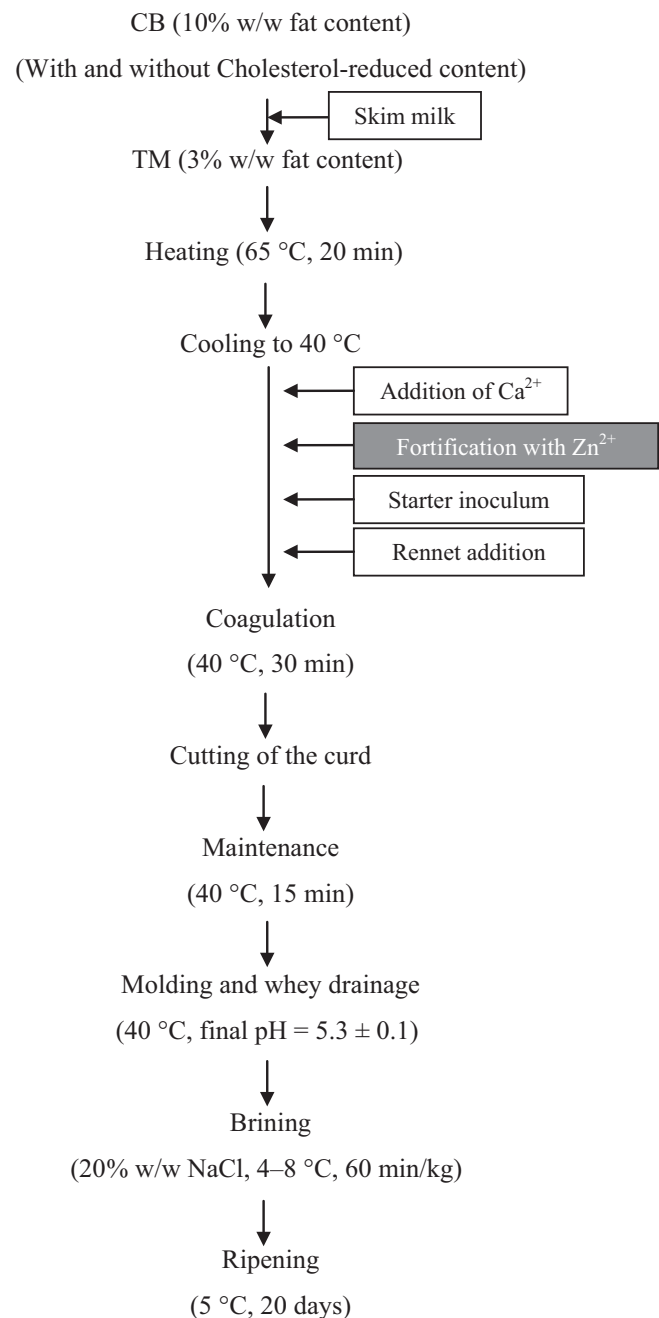 CB (10% w/w fat content)
(With and without Cholesterol-reduced content)
Skim milk
TM (3% w/w fat content)
Heating (65 °C, 20 min)
Cooling to 40 °C
Addition of Ca²⁺
Fortification with Zn²⁺
Starter inoculum
Rennet addition
Coagulation
(40 °C, 30 min)
Cutting of the curd
Maintenance
(40 °C, 15 min)
Molding and whey drainage
(40 °C, final pH = 5.3 ± 0.1)
Brining
(20% w/w NaCl, 4–8 °C, 60 min/kg)
Ripening
(5 °C, 20 days)